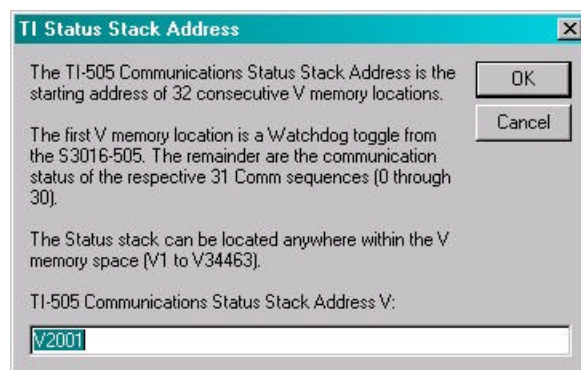 TI Status Stack Address
The TI-505 Communications Status Stack Address is the
starting address of 32 consecutive V memory locations.
OK
Cancel
The first V memory location is a Watchdog toggle from
the S3016-505. The remainder are the communication
status of the respective 31 Comm sequences (0 through
30).
The Status stack can be located anywhere within the V
memory space (V1 to V34463).
TI-505 Communications Status Stack Address V:
V2001